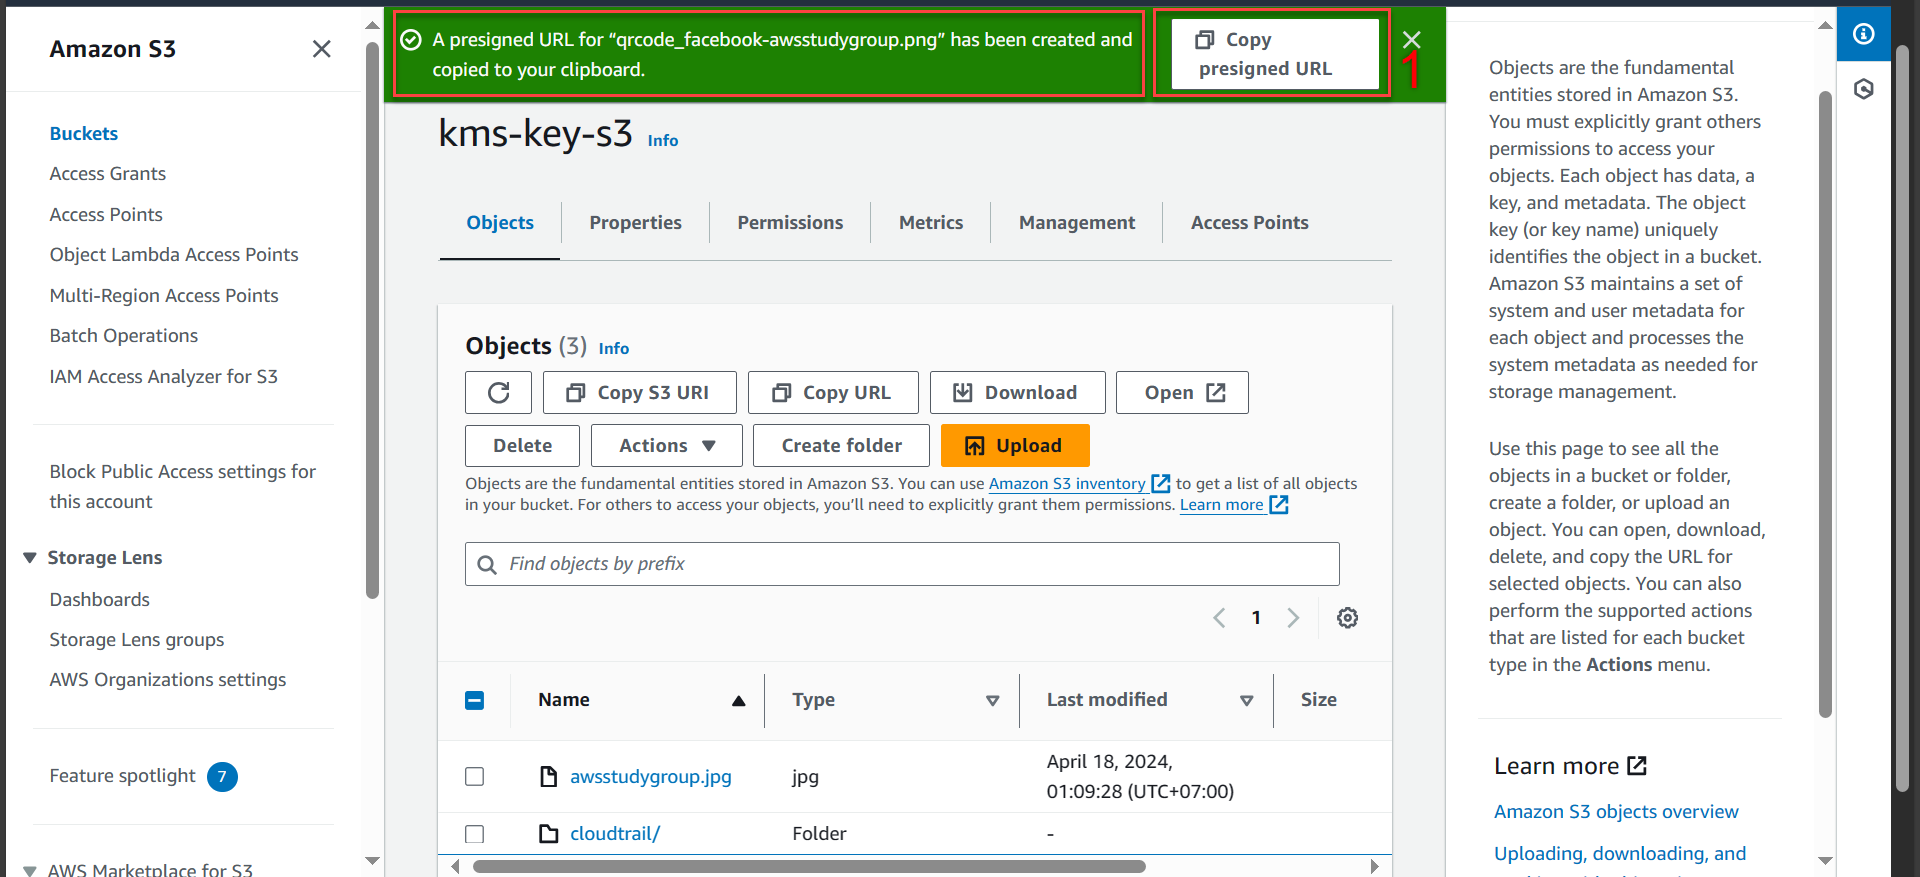 Amazon S3
Buckets
Access Grants
Access Points
Object Lambda Access Points
Multi-Region Access Points
Batch Operations
IAM Access Analyzer for S3
Block Public Access settings for
this account
Storage Lens
Dashboards
Storage Lens groups
AWS Organizations settings
Feature spotlight 7
AWS Marketplace for S3
A presigned URL for “qrcode_facebook-awsstudygroup.png” has been created and
copied to your clipboard.
Copy
presigned URL
1
kms-key-s3 Info
Objects Properties Permissions Metrics Management Access Points
Objects (3) Info
Copy S3 URI Copy URL Download Open
Delete Actions Create folder Upload
Objects are the fundamental entities stored in Amazon S3. You can use Amazon S3 inventory to get a list of all objects
in your bucket. For others to access your objects, you’ll need to explicitly grant them permissions. Learn more
Find objects by prefix
1
Name Type Last modified Size
awsstudygroup.jpg jpg April 18, 2024,
01:09:28 (UTC+07:00)
cloudtrail/ Folder -
Objects are the fundamental
entities stored in Amazon S3.
You must explicitly grant others
permissions to access your
objects. Each object has data, a
key, and metadata. The object
key (or key name) uniquely
identifies the object in a bucket.
Amazon S3 maintains a set of
system and user metadata for
each object and processes the
system metadata as needed for
storage management.
Use this page to see all the
objects in a bucket or folder,
create a folder, or upload an
object. You can open, download,
delete, and copy the URL for
selected objects. You can also
perform the supported actions
that are listed for each bucket
type in the Actions menu.
Learn more
Amazon S3 objects overview
Uploading, downloading, and